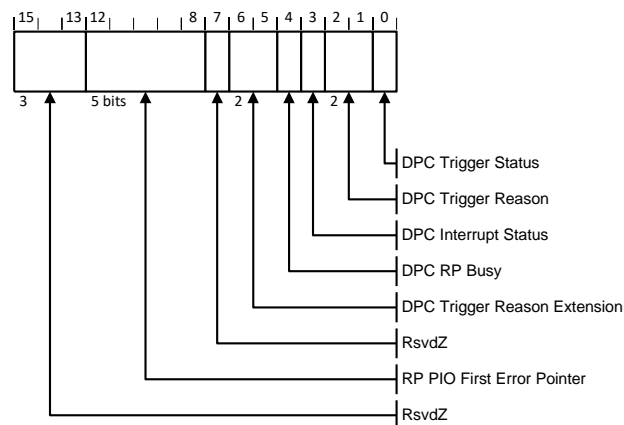 15 13 12 8 7 6 5 4 3 2 1 0
3 5 bits 2 2
DPC Trigger Status
DPC Trigger Reason
DPC Interrupt Status
DPC RP Busy
DPC Trigger Reason Extension
RsvdZ
RP PIO First Error Pointer
RsvdZ